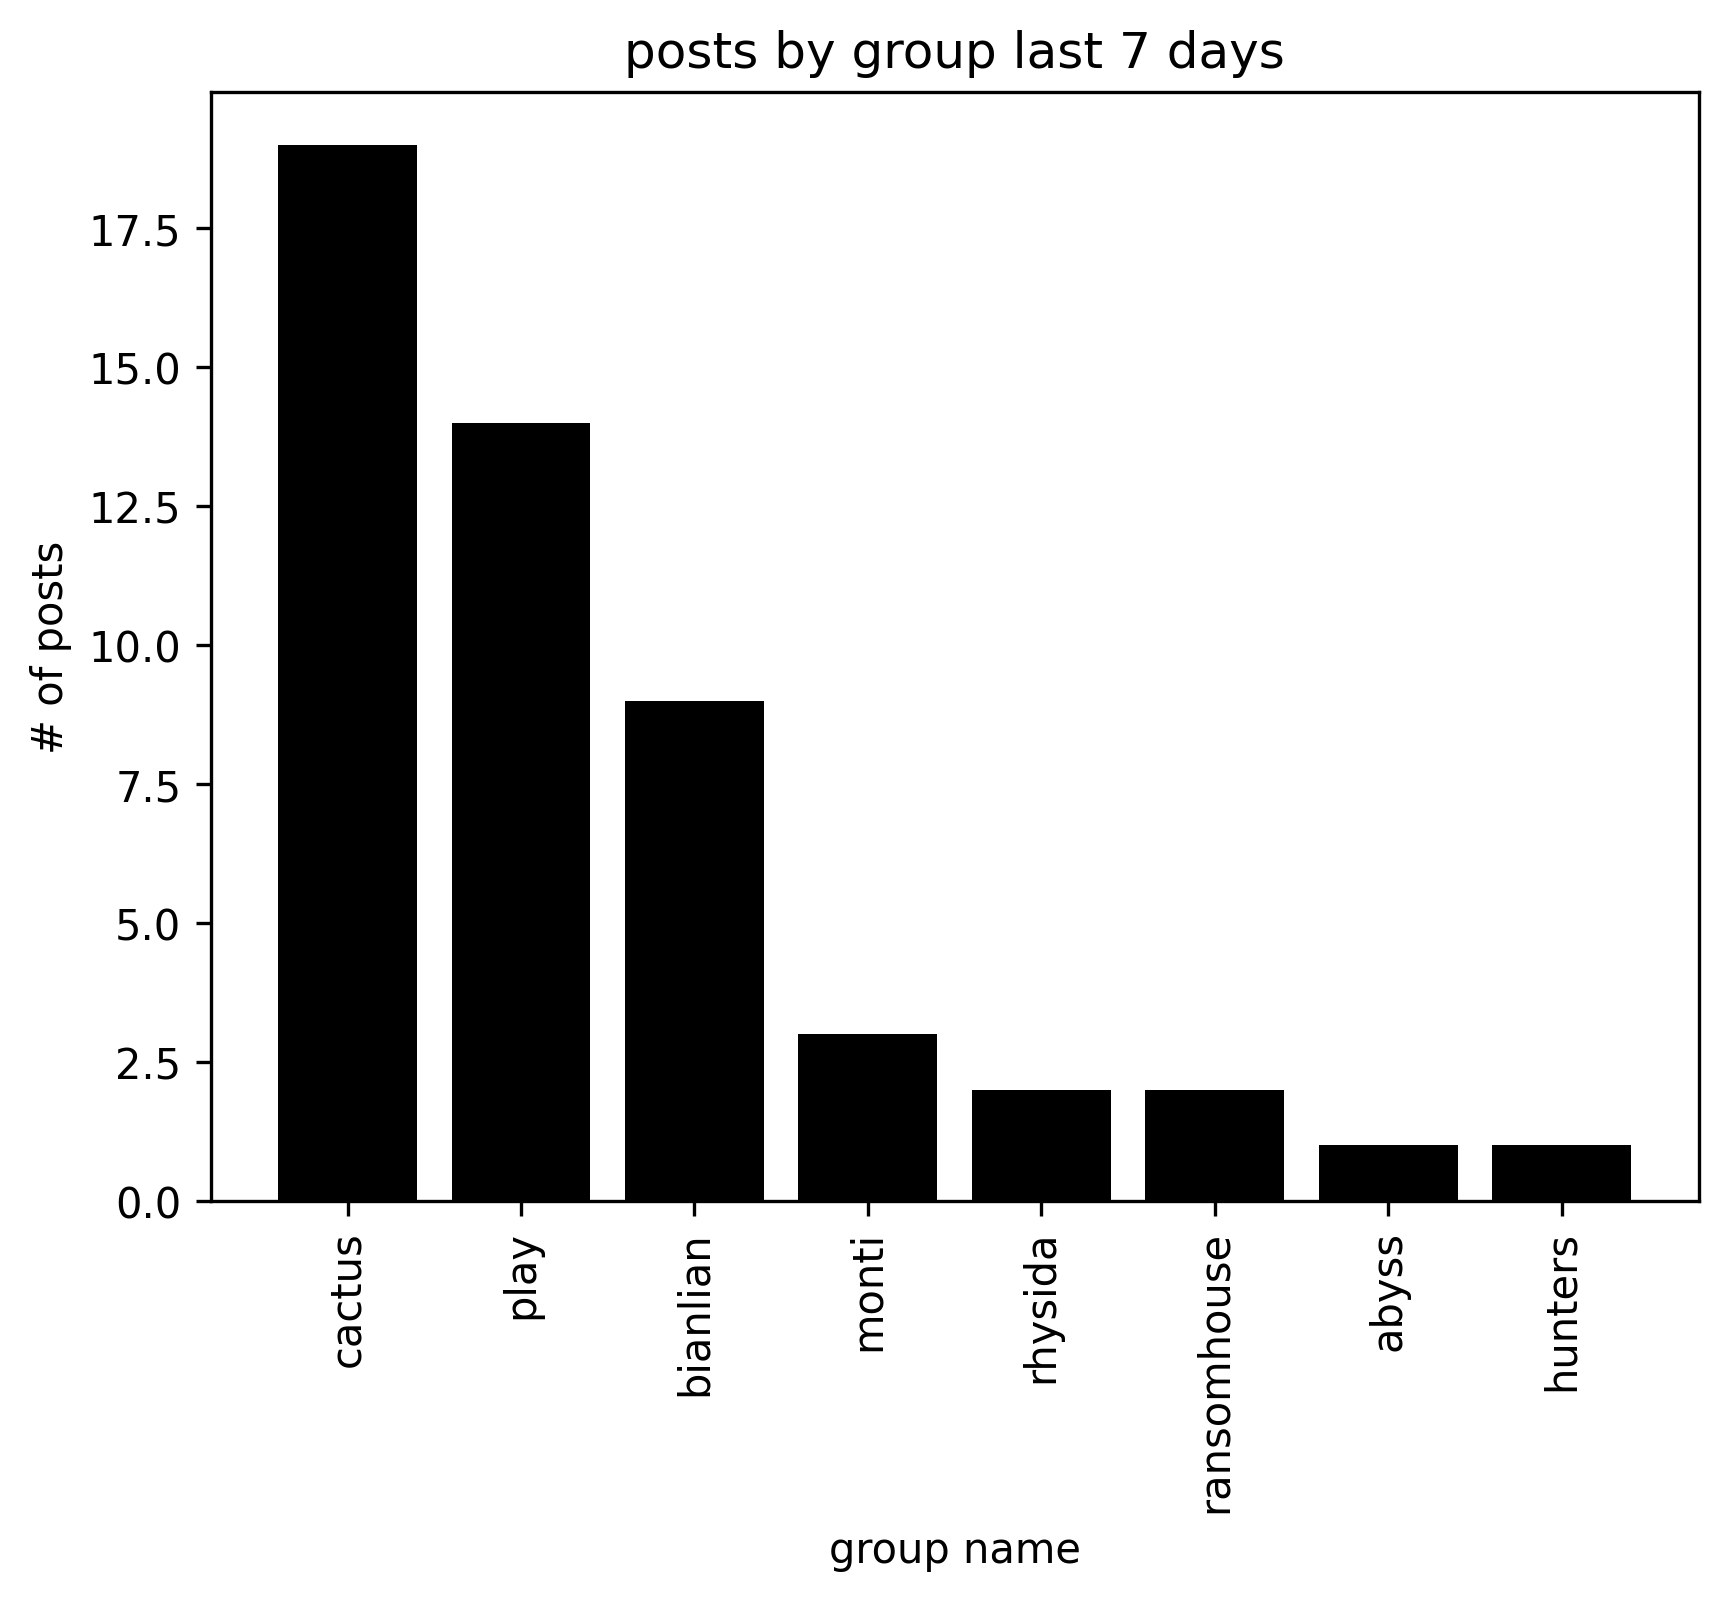 posts by group last 7 days
# of posts
17.5
15.0
12.5
10.0
7.5
5.0
2.5
0.0
cactus
play
bianlian
monti
rhysida
ransomhouse
abyss
hunters
group name